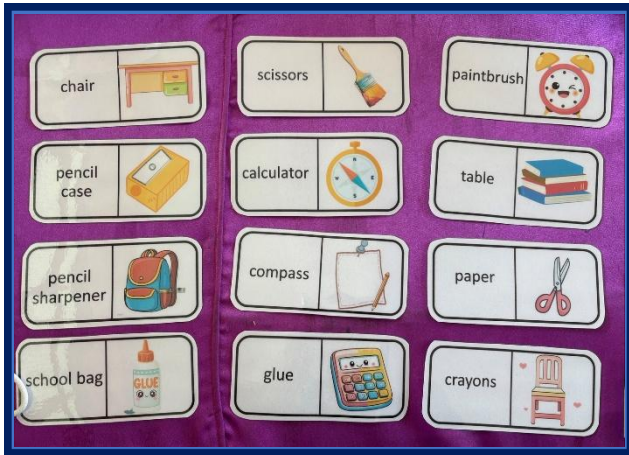 chair
scissors
paintbrush
pencil
case
calculator
table
pencil
sharpener
compass
paper
school bag
GLUE
glue
crayons